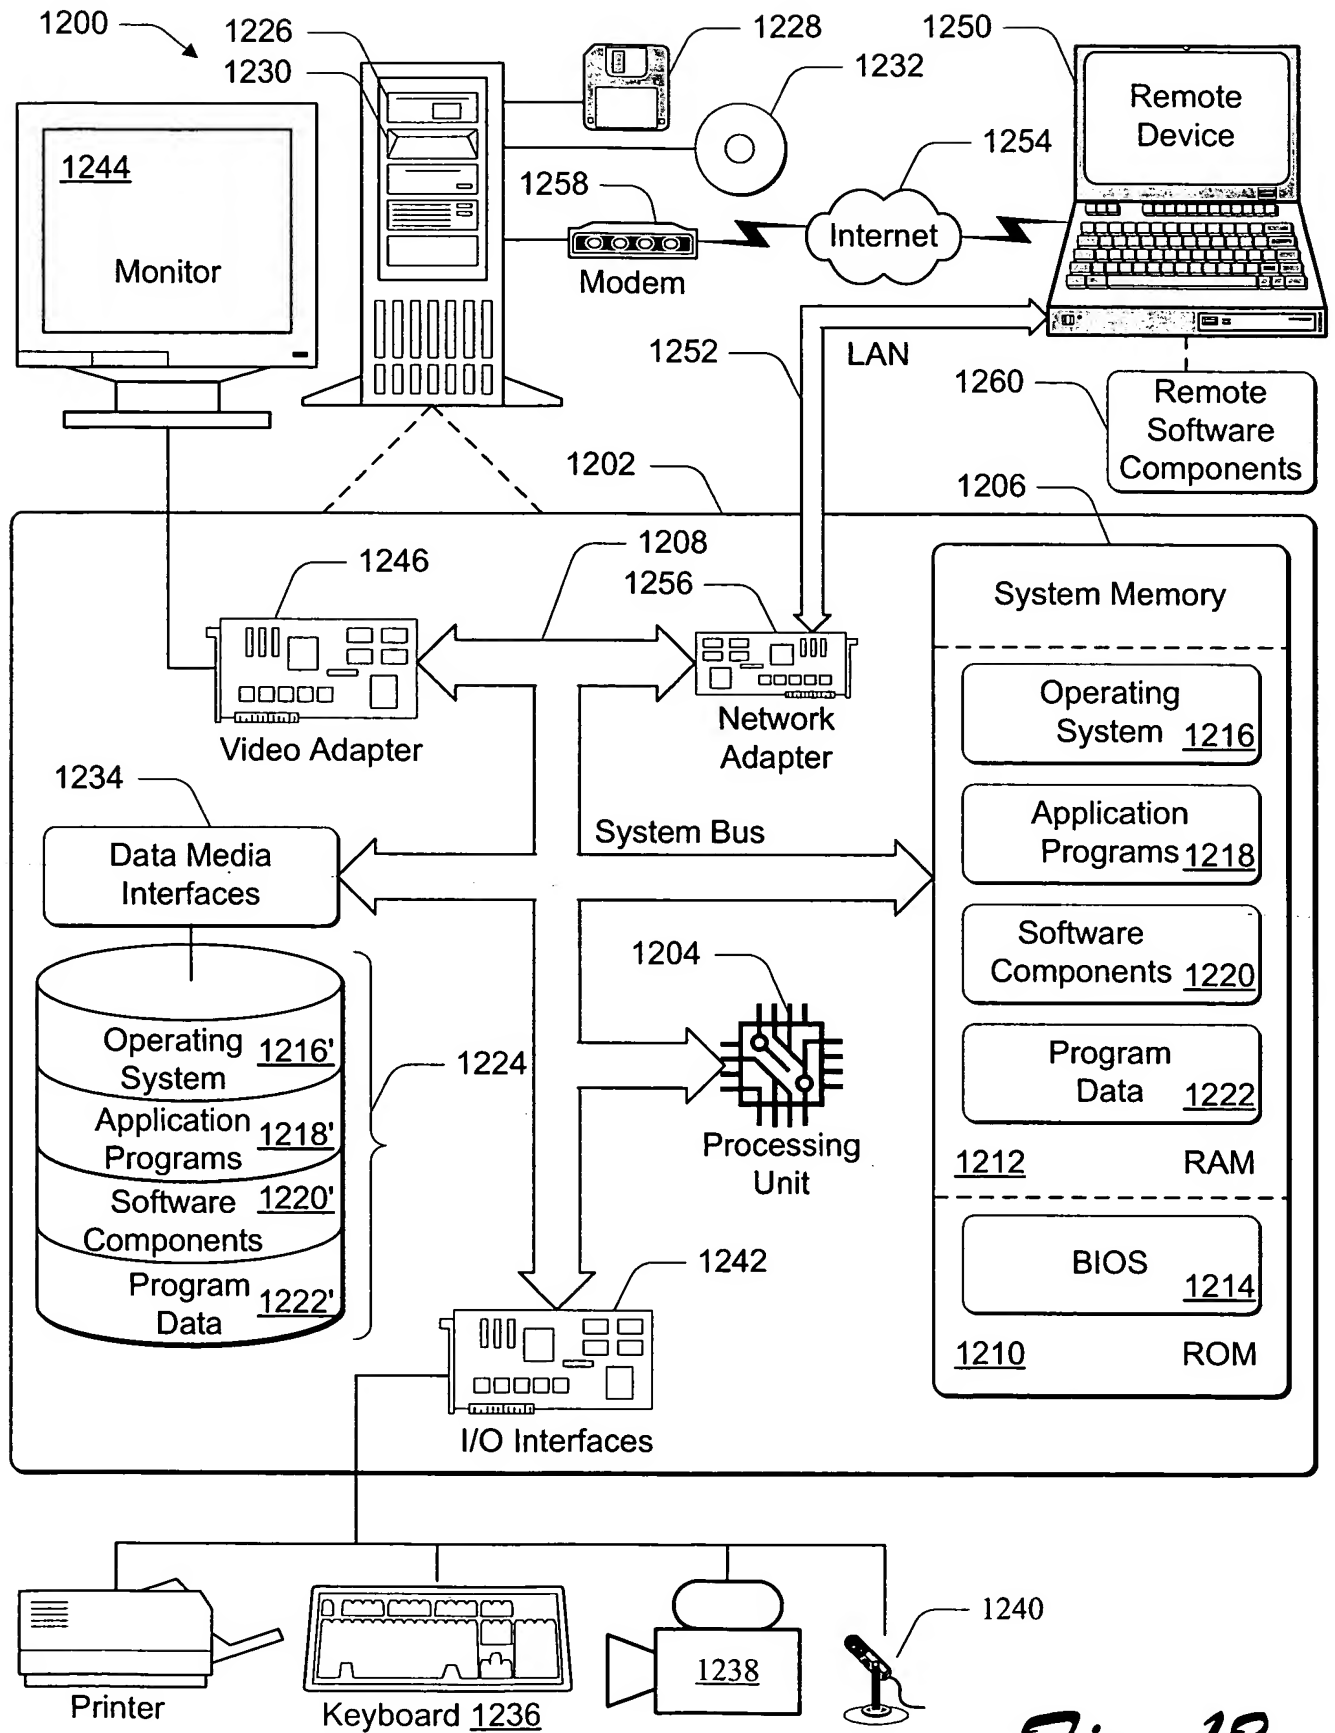 1200
1226
1230
1228
1232
1250
1254
1258
1244
Monitor
Remote
Device
Internet
Modem
1252
LAN
1260
Remote
Software
Components
1202
1206
1208
1246
1256
System Memory
Video Adapter
Network
Adapter
Operating
System 1216
1234
Application
Programs 1218
System Bus
Data Media
Interfaces
Software
Components 1220
1204
Operating
System 1216'
1224
Program
Data 1222
Application
Programs 1218'
Processing
Unit
1212 RAM
Software
Components 1220'
BIOS
1214
Program
Data 1222'
1242
1210 ROM
I/O Interfaces
Printer
Keyboard 1236
1238
1240